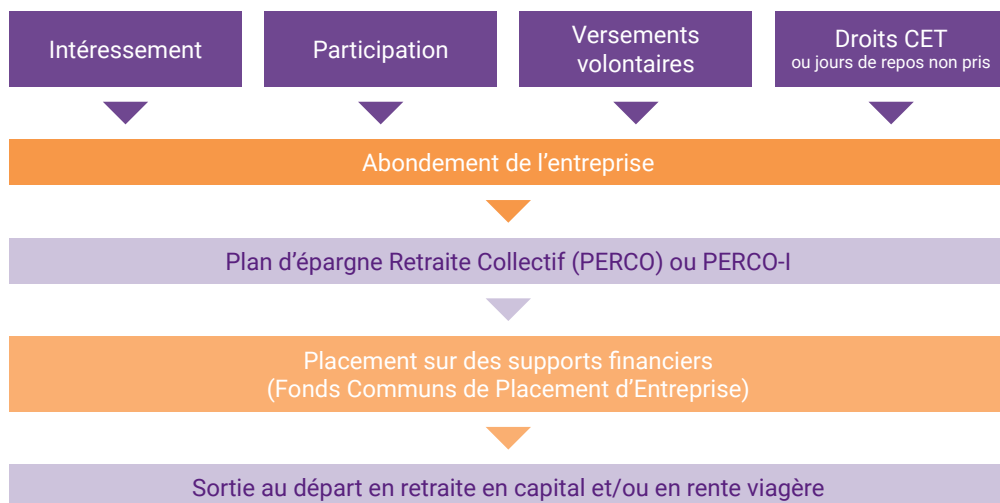 Intéressement
Participation
Versements
volontaires
Droits CET
ou jours de repos non pris
Abondement de l’entreprise
Plan d’épargne Retraite Collectif (PERCO) ou PERCO-I
Placement sur des supports financiers
(Fonds Communs de Placement d’Entreprise)
Sortie au départ en retraite en capital et/ou en rente viagère